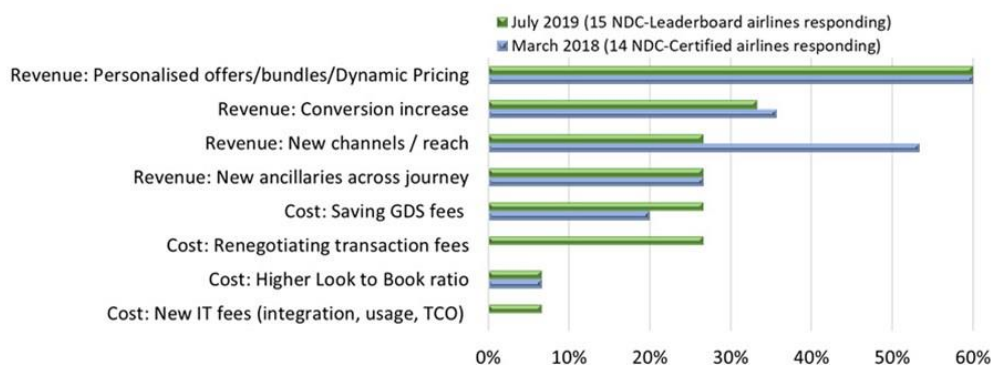 July 2019 (15 NDC-Leaderboard airlines responding)
March 2018 (14 NDC-Certified airlines responding)
Revenue: Personalised offers/bundles/Dynamic Pricing
Revenue: Conversion increase
Revenue: New channels / reach
Revenue: New ancillaries across journey
Cost: Saving GDS fees
Cost: Renegotiating transaction fees
Cost: Higher Look to Book ratio
Cost: New IT fees (integration, usage, TCO)
0% 10% 20% 30% 40% 50% 60%